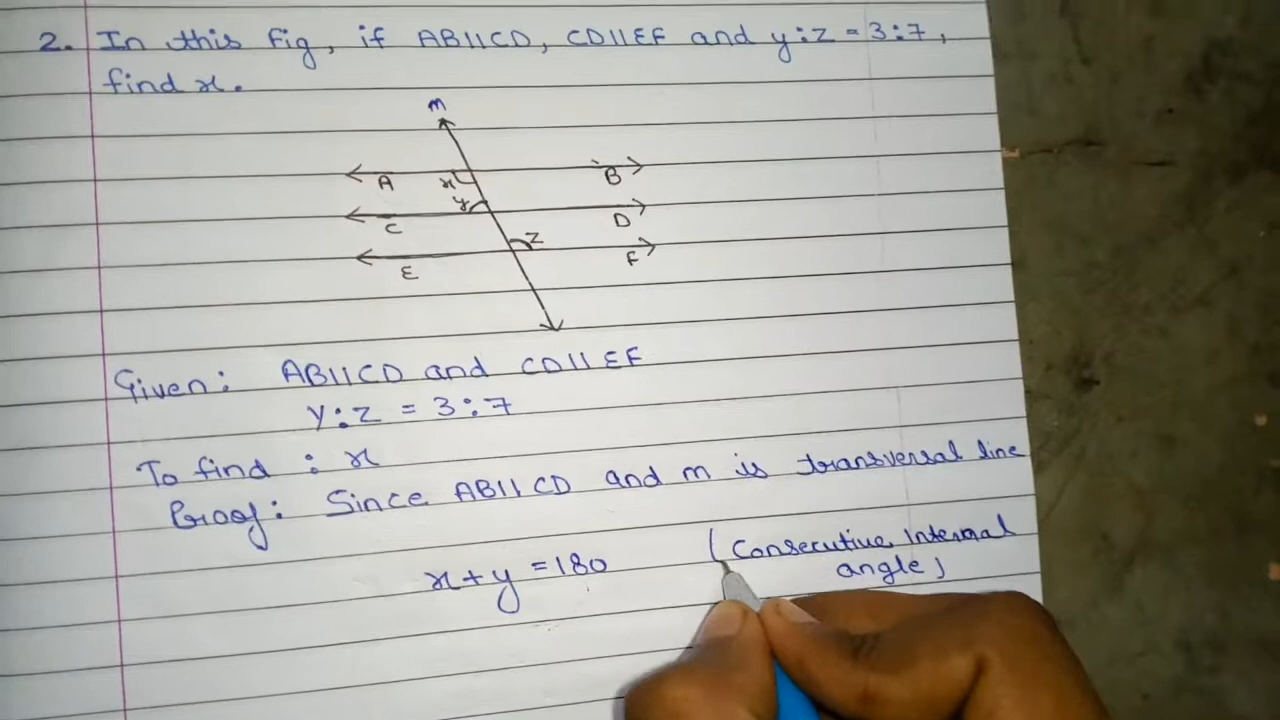 2. In this fig, if AB||CD, CD||EF and y:z = 3:7,
find x.
m
A
x
B
y
C
D
z
E
F
Given: AB||CD and CD||EF
Y:Z = 3:7
To find : x
Proof: Since AB||CD and m is transversal line
x+y = 180 (Consecutive Internal
angle)